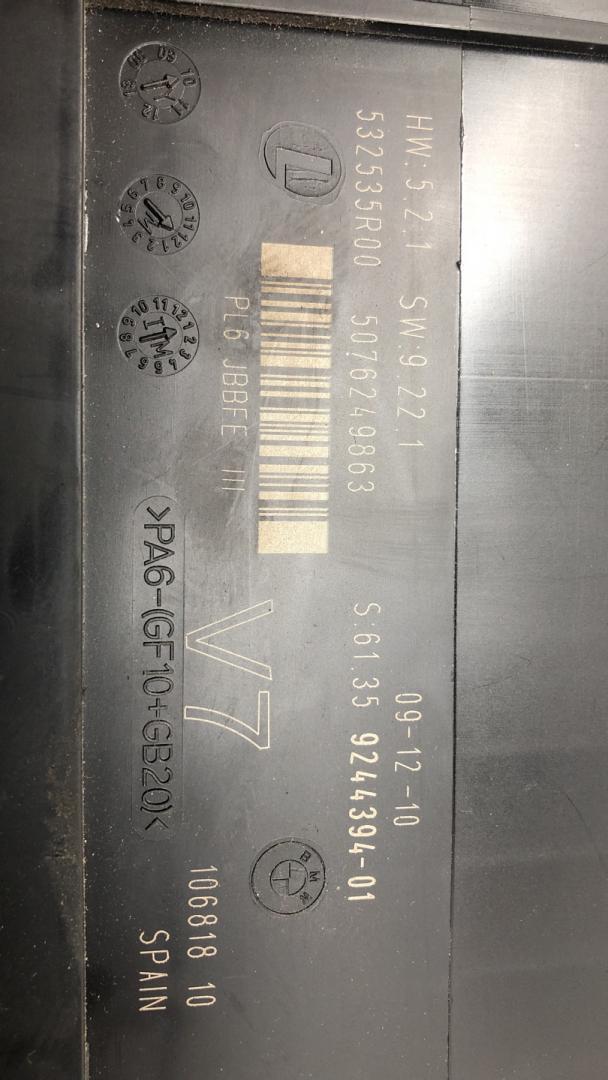 HW:5.2.1 SW:9.22.1 09-12-10
532535R00 5076249863 S:61.35 9244394-01
PL6 JBBFE III
V7
BMW
106818 10
SPAIN
>PA6-(GF10+GB20)<